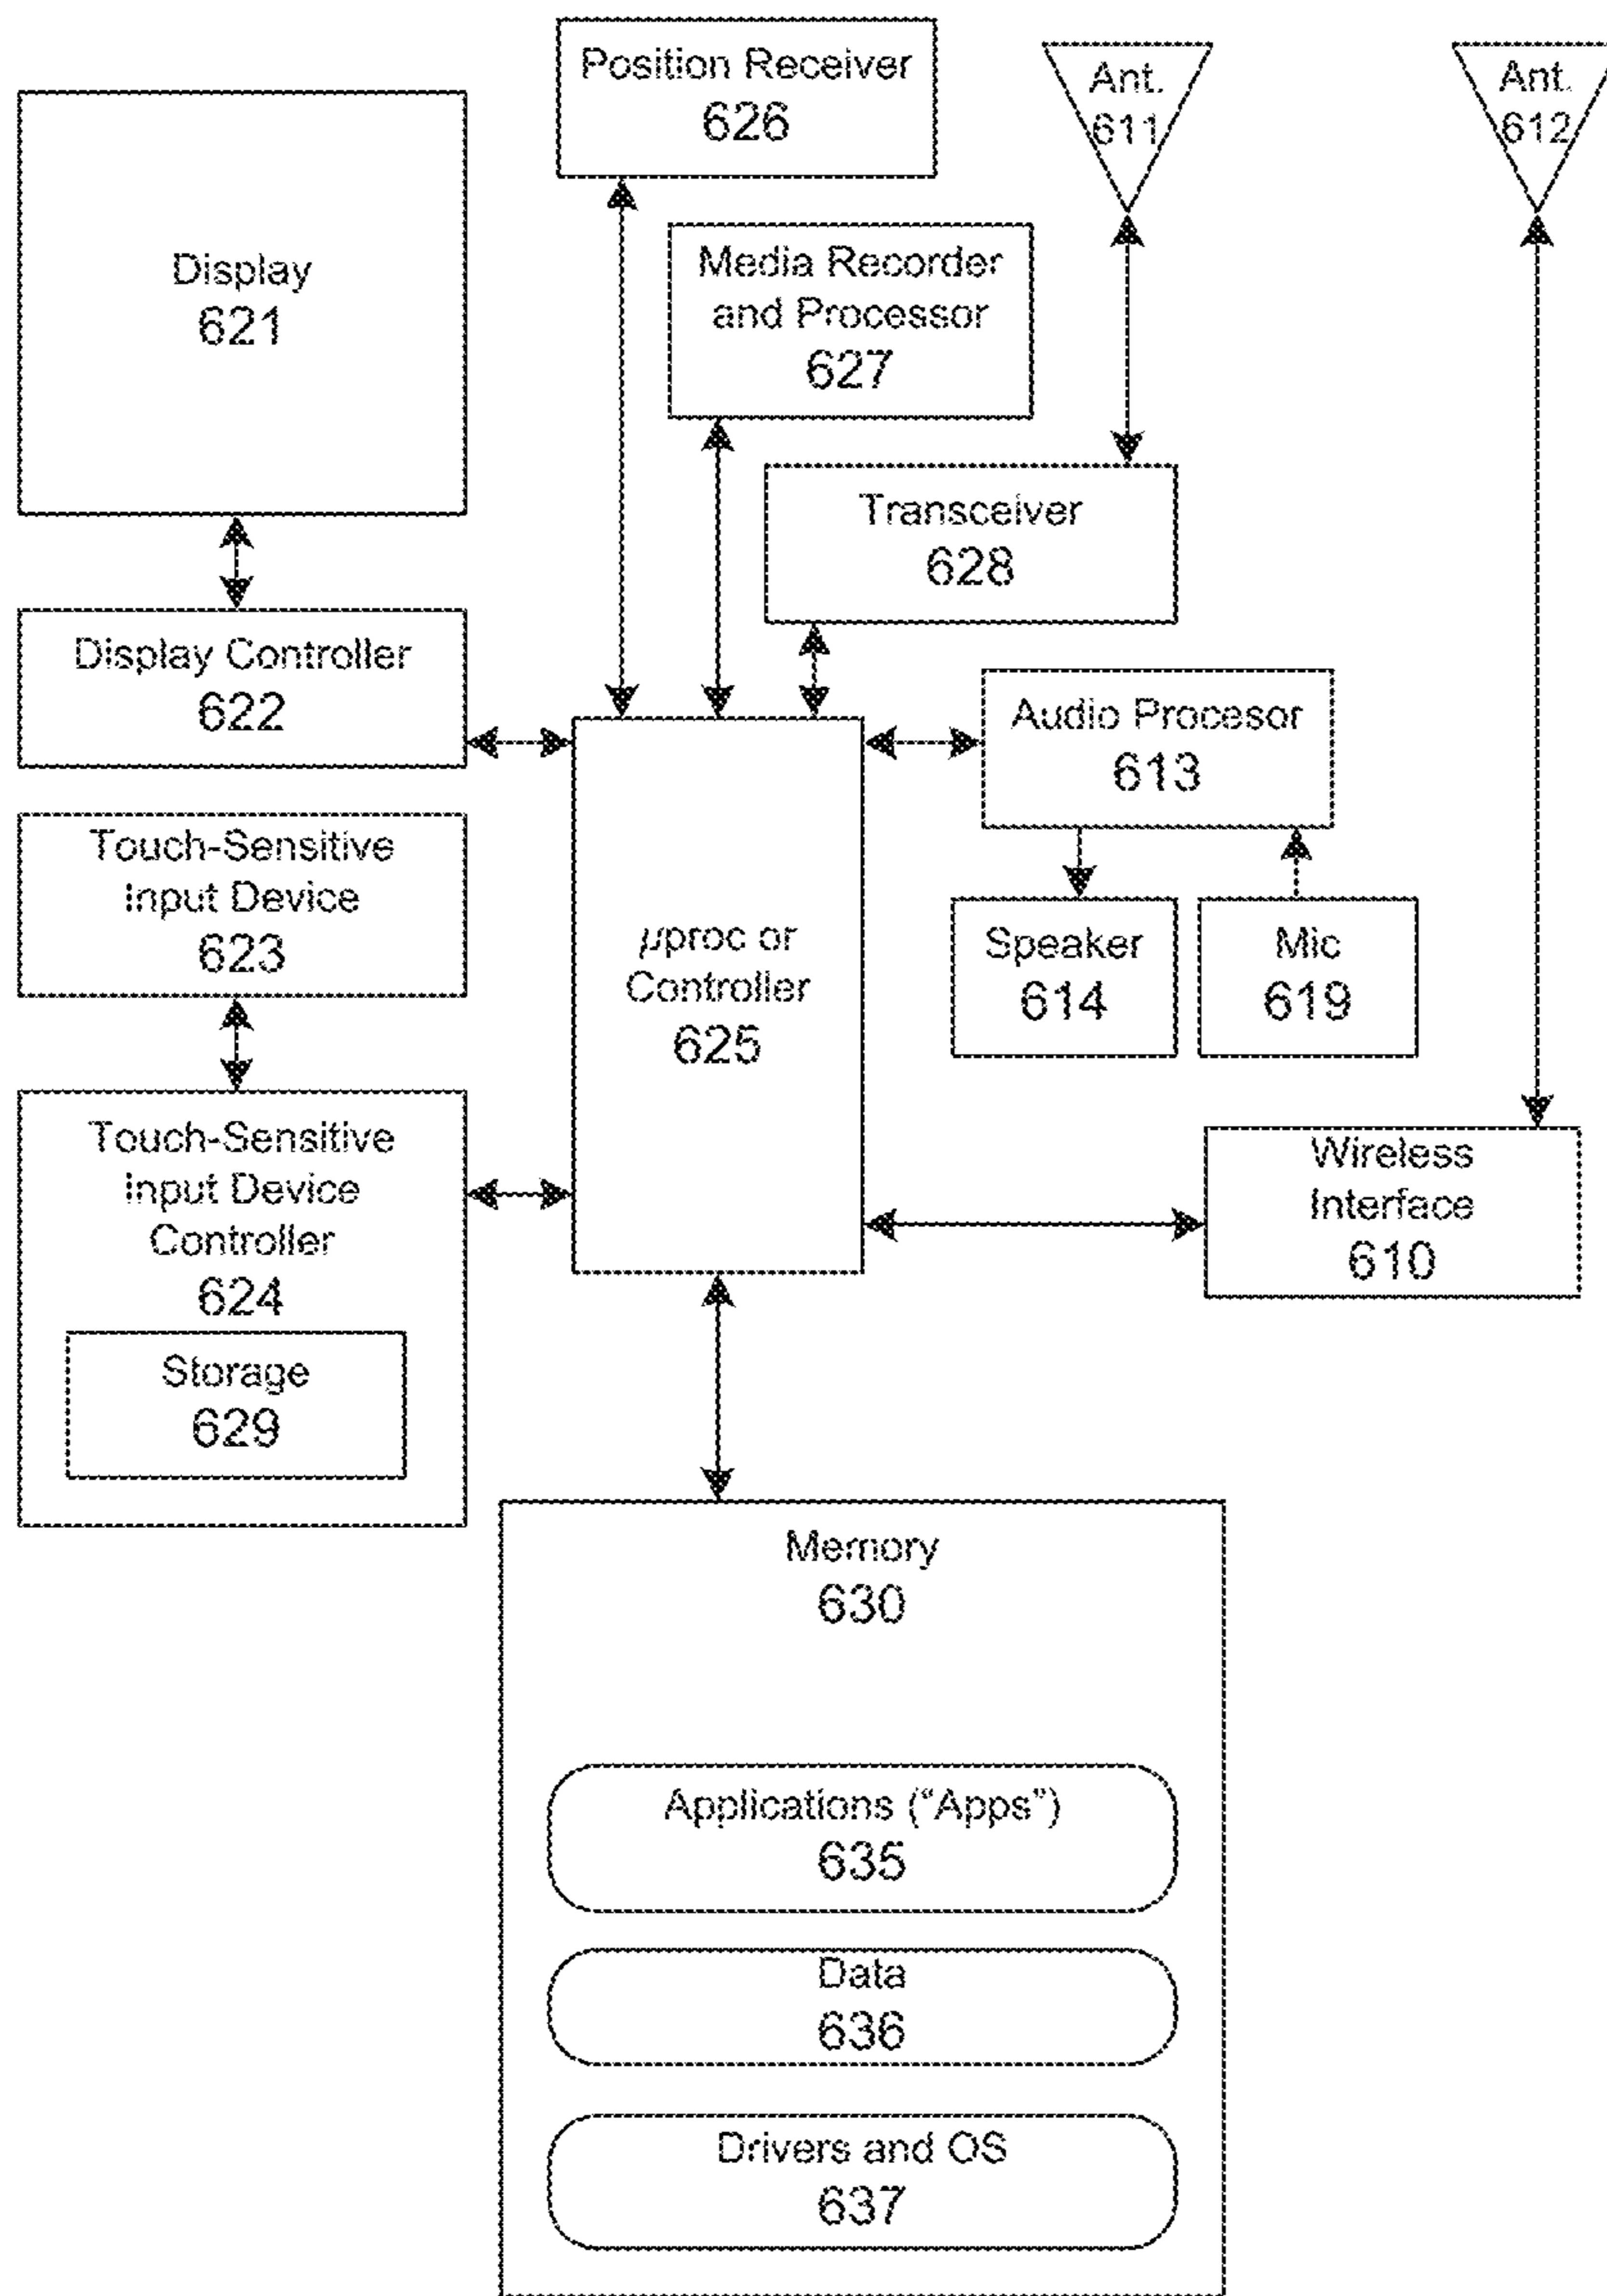 Position Receiver
626
Ant.
611
Ant.
612
Display
621
Media Recorder
and Processor
627
Transceiver
628
Display Controller
622
Audio Procesor
613
Touch-Sensitive
Input Device
623
μproc or
Controller
625
Speaker
614
Mic
619
Touch-Sensitive
Input Device
Controller
624
Wireless
Interface
610
Storage
629
Memory
630
Applications (“Apps”)
635
Data
636
Drivers and OS
637